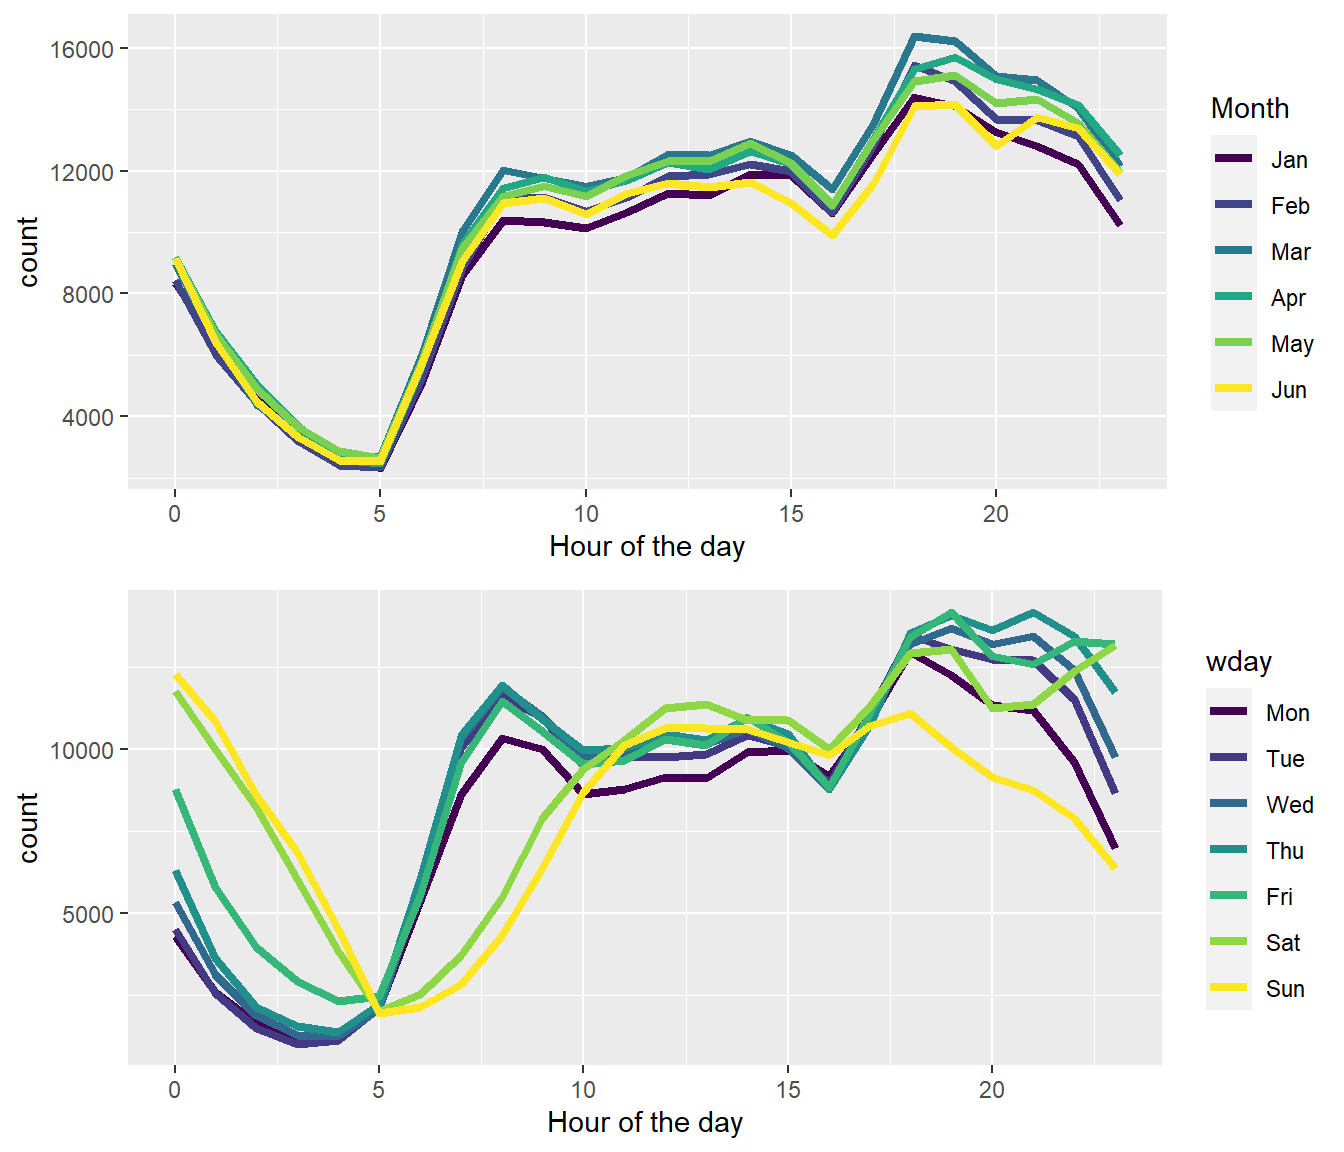 16000
12000
8000
4000
count
0 5 10 15 20
Hour of the day
Month
Jan
Feb
Mar
Apr
May
Jun
10000
5000
count
0 5 10 15 20
Hour of the day
wday
Mon
Tue
Wed
Thu
Fri
Sat
Sun